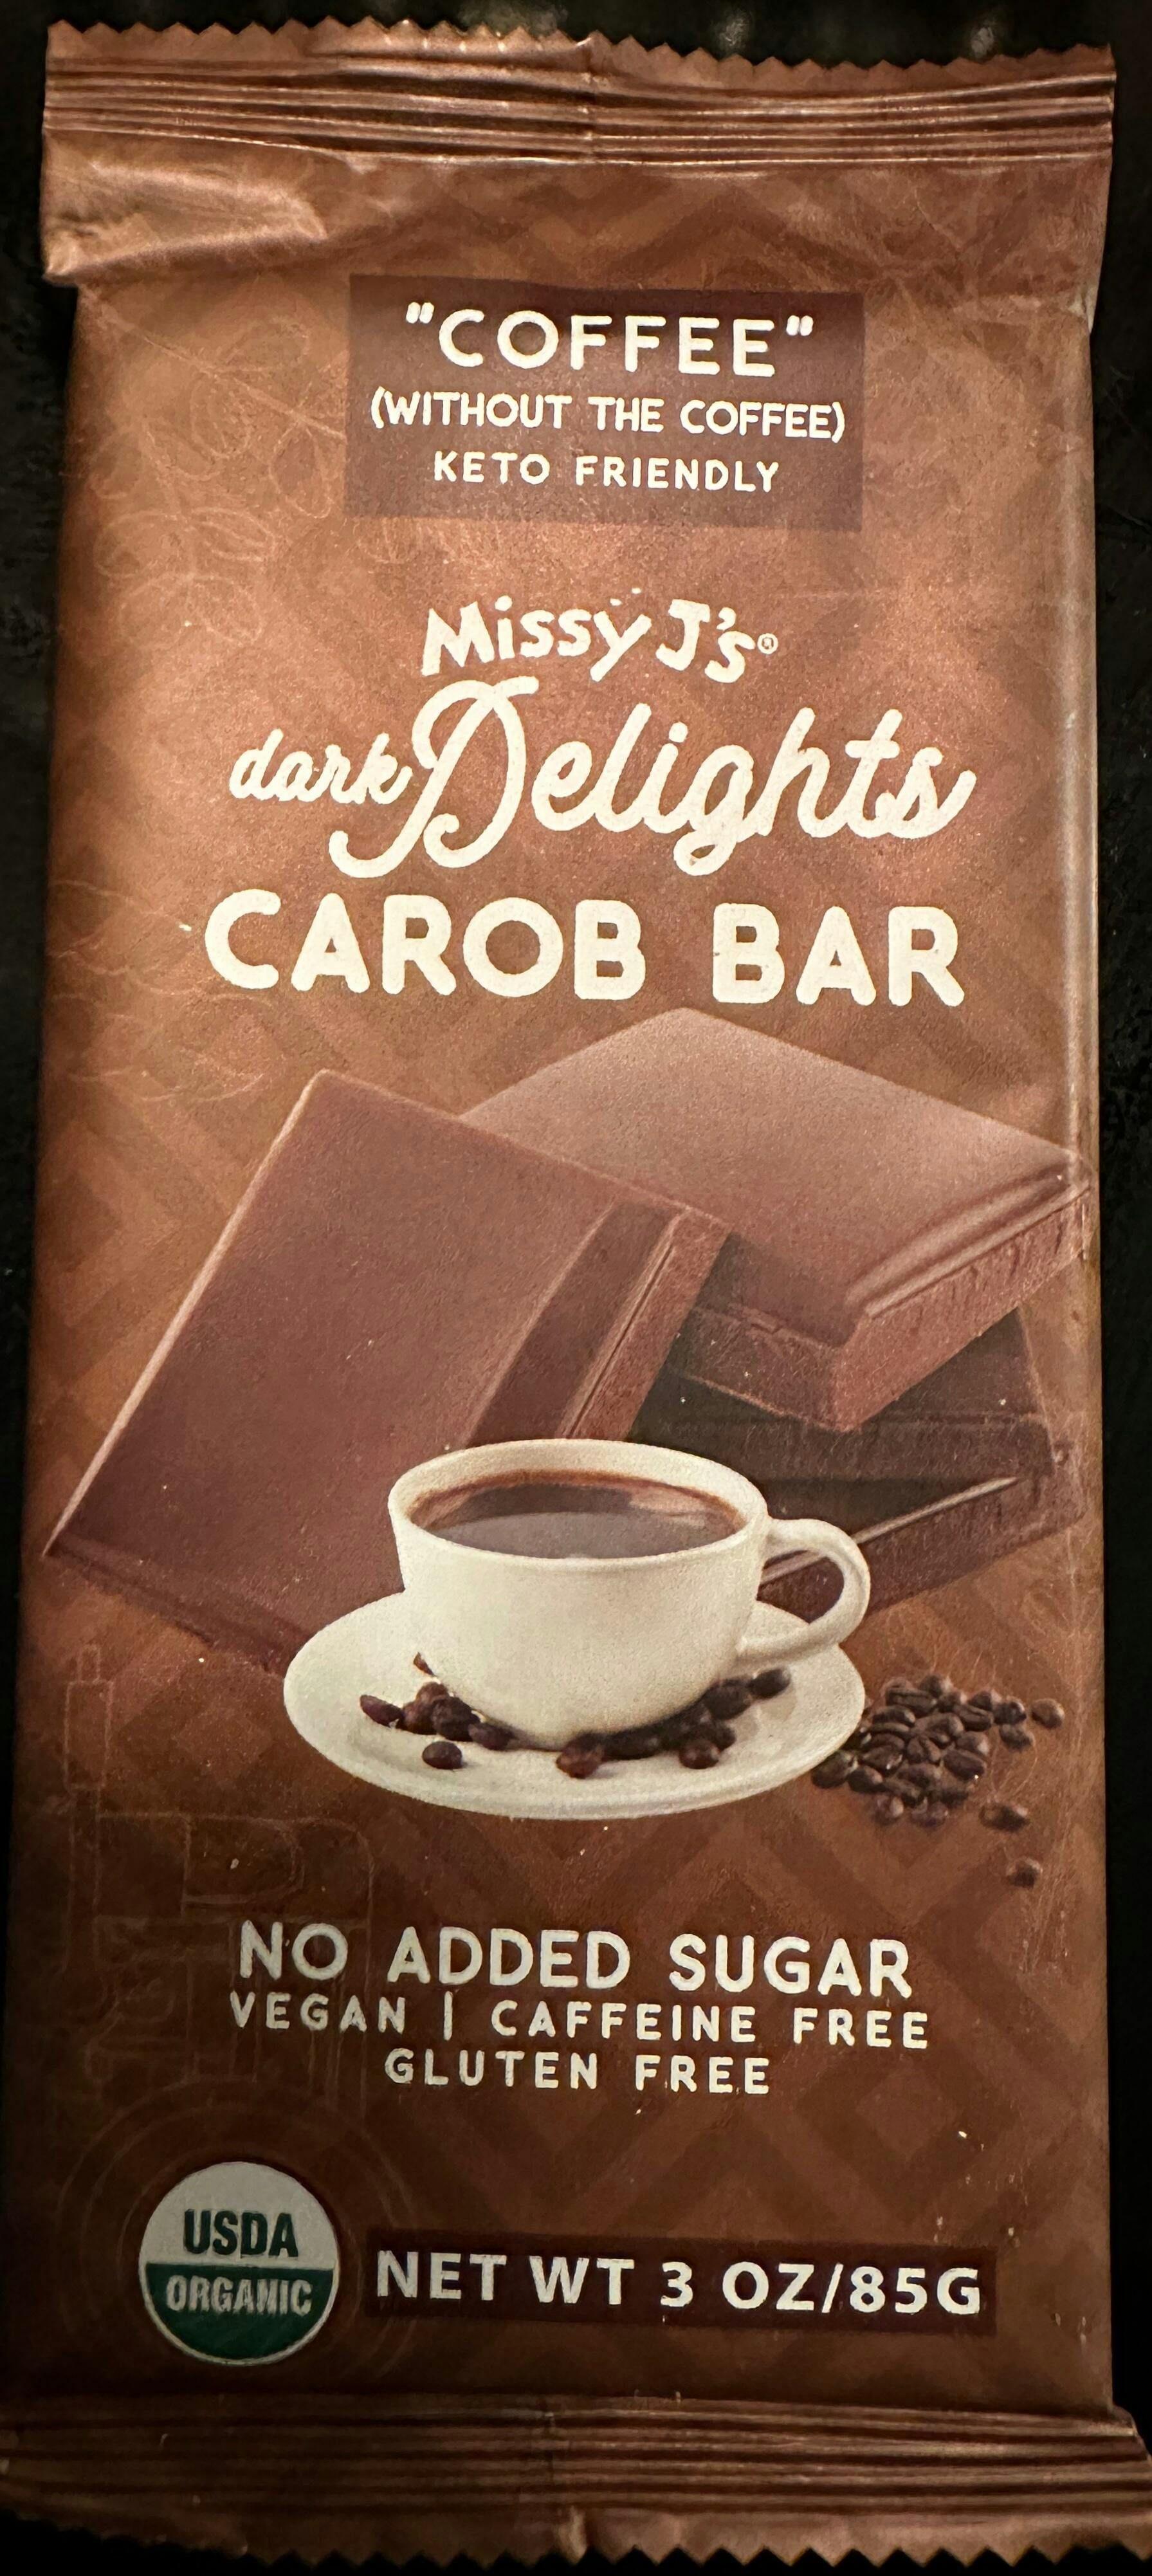 "COFFEE"
(WITHOUT THE COFFEE)
KETO FRIENDLY
Missy J's®
dark Delights
CAROB BAR
NO ADDED SUGAR
VEGAN | CAFFEINE FREE
GLUTEN FREE
USDA
ORGANIC
NET WT 3 OZ/85G